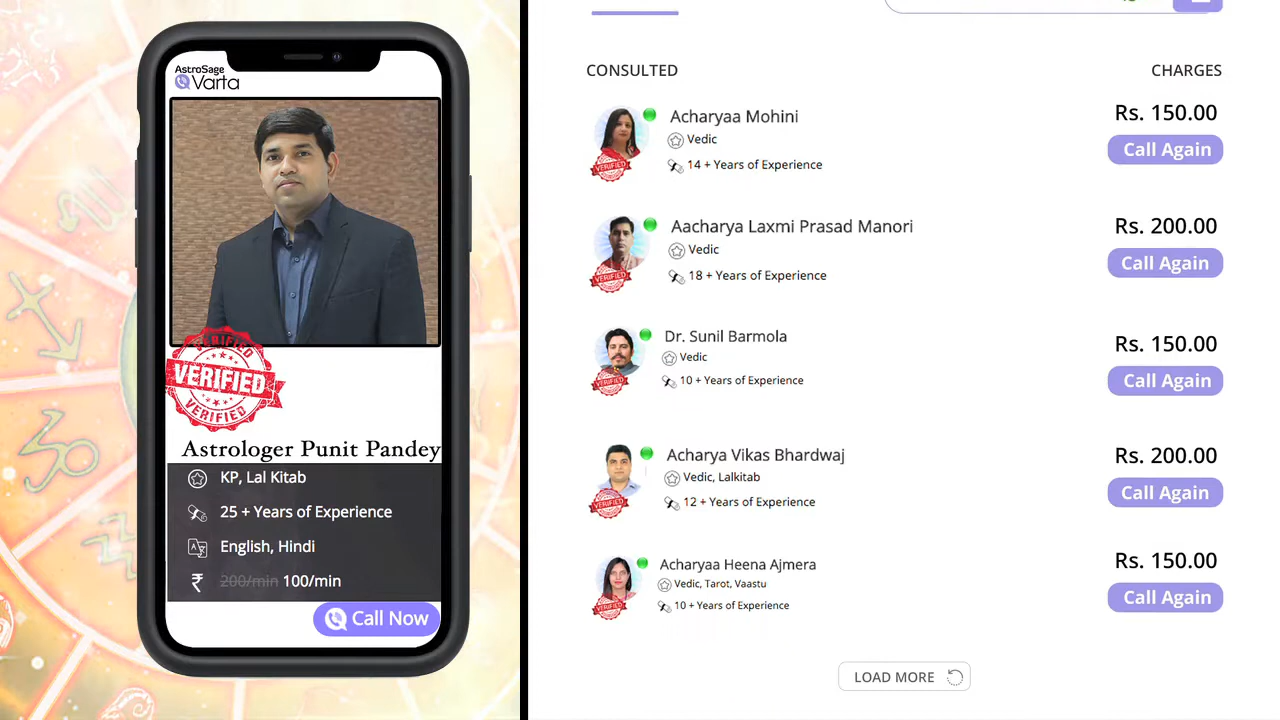 AstroSage
Varta
VERIFIED
VERIFIED
VERIFIED
Astrologer Punit Pandey
KP, Lal Kitab
25 + Years of Experience
English, Hindi
₹ 200/min 100/min
Call Now
CONSULTED
CHARGES
Acharyaa Mohini
Vedic
14 + Years of Experience
VERIFIED
Rs. 150.00
Call Again
Aacharya Laxmi Prasad Manori
Vedic
18 + Years of Experience
VERIFIED
Rs. 200.00
Call Again
Dr. Sunil Barmola
Vedic
10 + Years of Experience
VERIFIED
Rs. 150.00
Call Again
Acharya Vikas Bhardwaj
Vedic, Lalkitab
12 + Years of Experience
VERIFIED
Rs. 200.00
Call Again
Acharyaa Heena Ajmera
Vedic, Tarot, Vaastu
10 + Years of Experience
VERIFIED
Rs. 150.00
Call Again
LOAD MORE